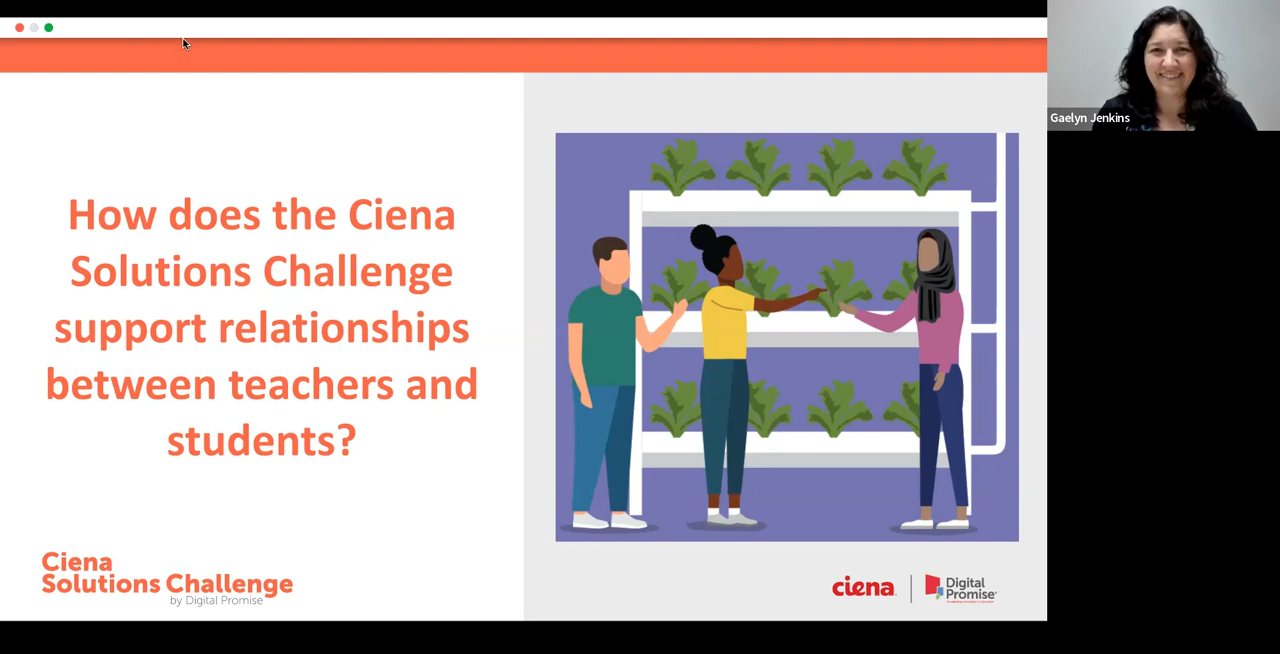 How does the Ciena
Solutions Challenge
support relationships
between teachers and
students?
Ciena
Solutions Challenge
by Digital Promise
ciena.
Digital
Promise
Gaelyn Jenkins